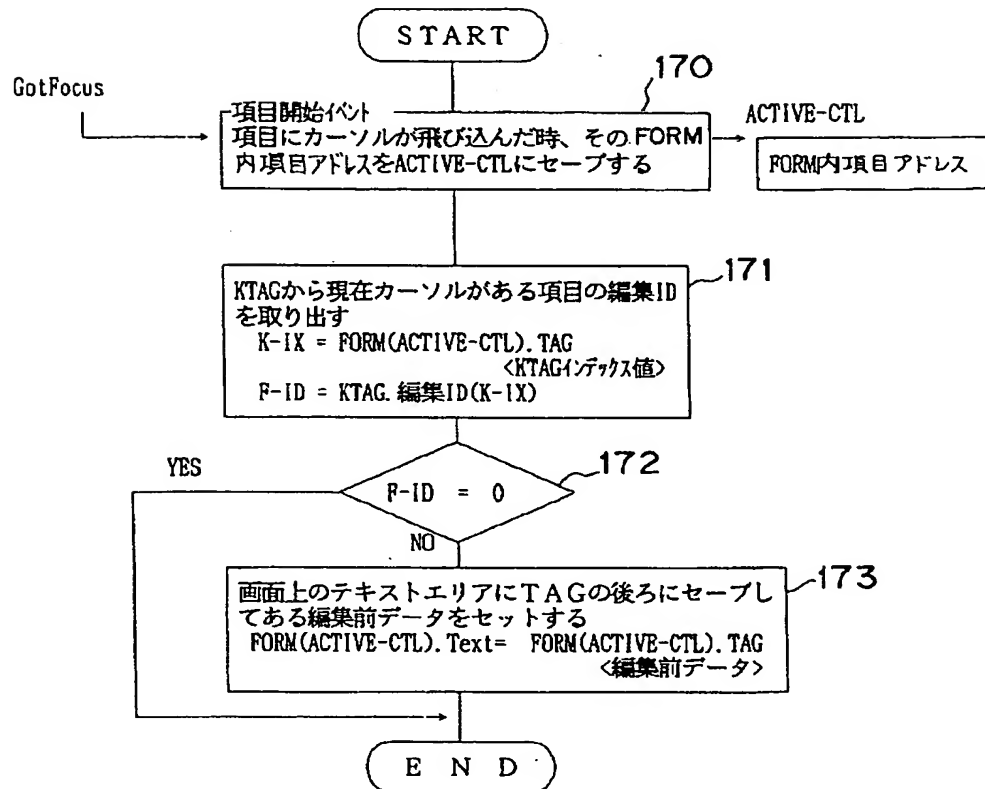 START
170
GotFocus
項目開始イベント
ACTIVE-CTL
項目にカーソルが飛び込んだ時、そのFORM
内項目アドレスをACTIVE-CTLにセーブする
FORM内項目アドレス
171
KTAGから現在カーソルがある項目の編集ID
を取り出す
K-IX = FORM(ACTIVE-CTL).TAG
<KTAGインデックス値>
F-ID = KTAG.編集ID(K-IX)
172
YES
F-ID = 0
NO
173
画面上のテキストエリアにTAGの後ろにセーブし
てある編集前データをセットする
FORM(ACTIVE-CTL).Text= FORM(ACTIVE-CTL).TAG
<編集前データ>
END